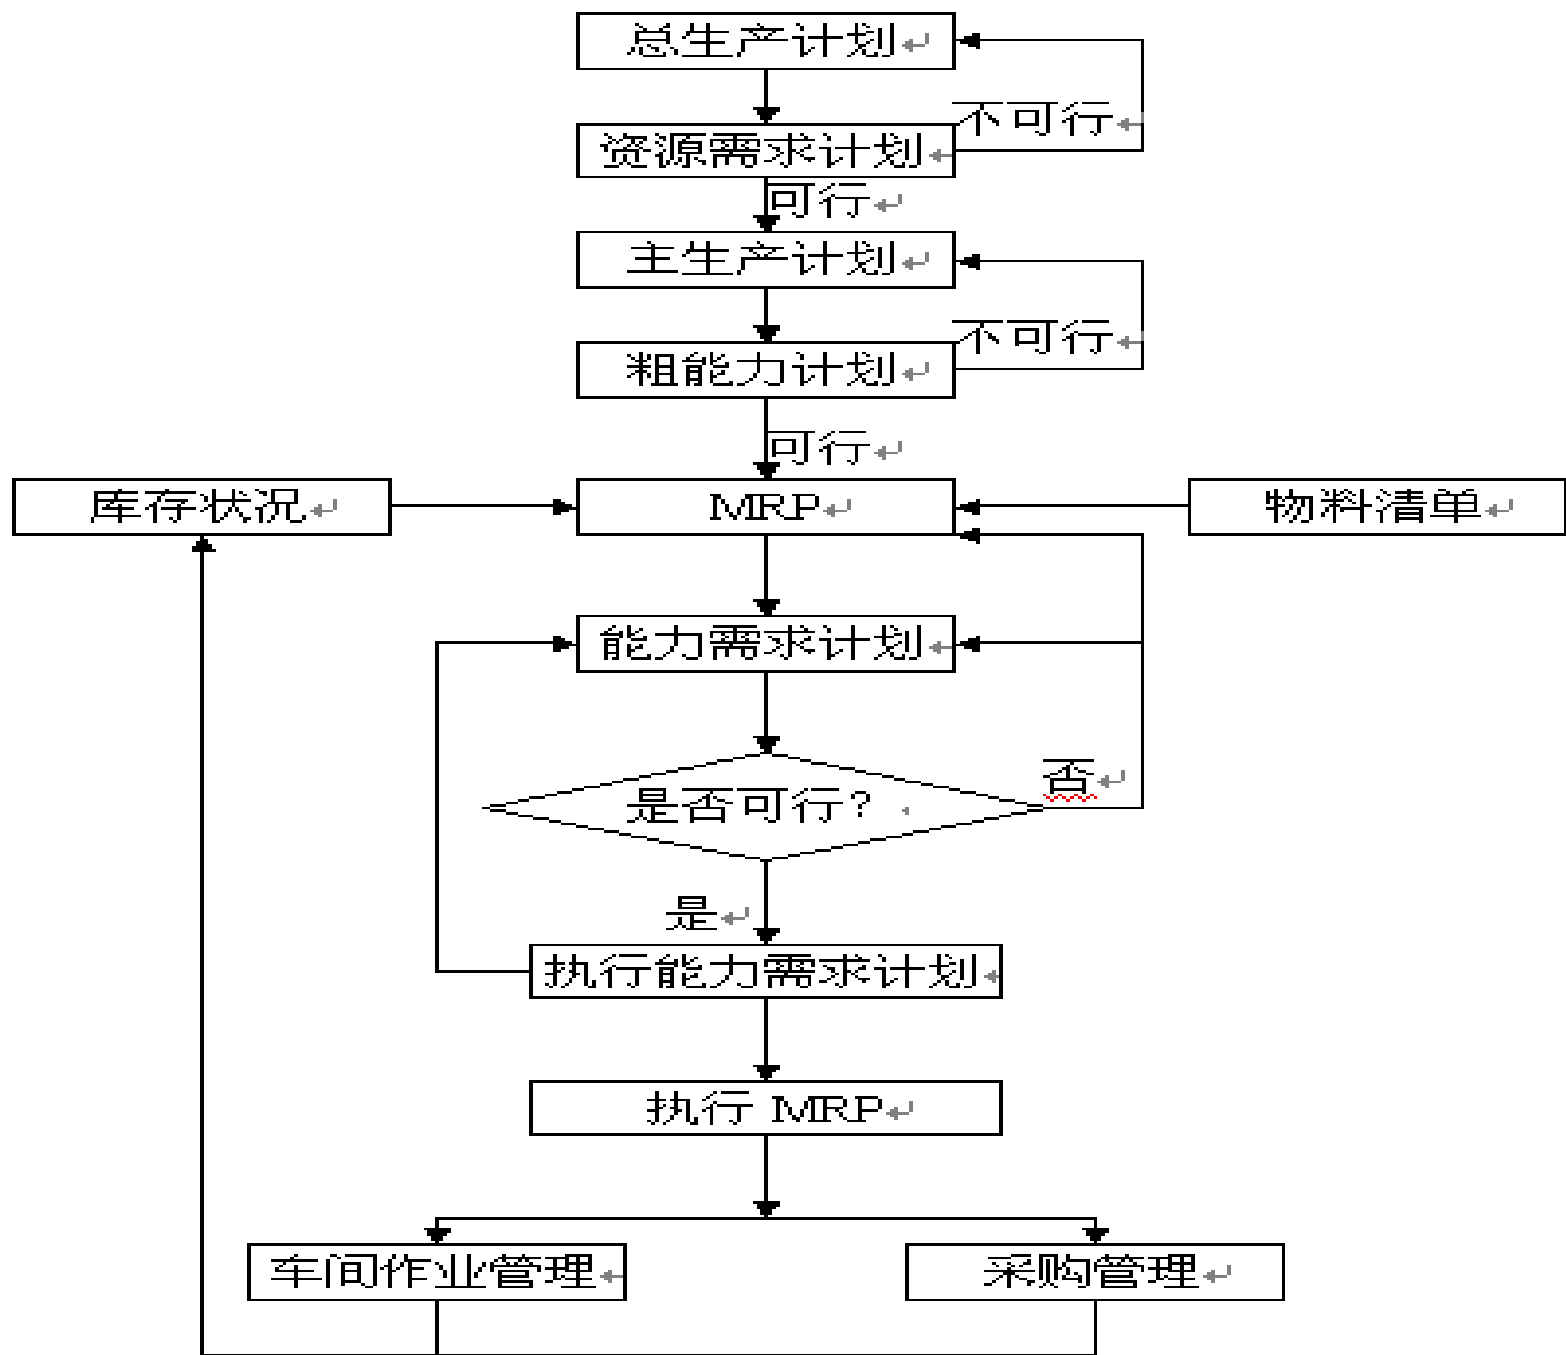 总生产计划
不可行
资源需求计划
可行
主生产计划
不可行
粗能力计划
可行
库存状况
MRP
物料清单
能力需求计划
否
是否可行？
是
执行能力需求计划
执行 MRP
车间作业管理
采购管理